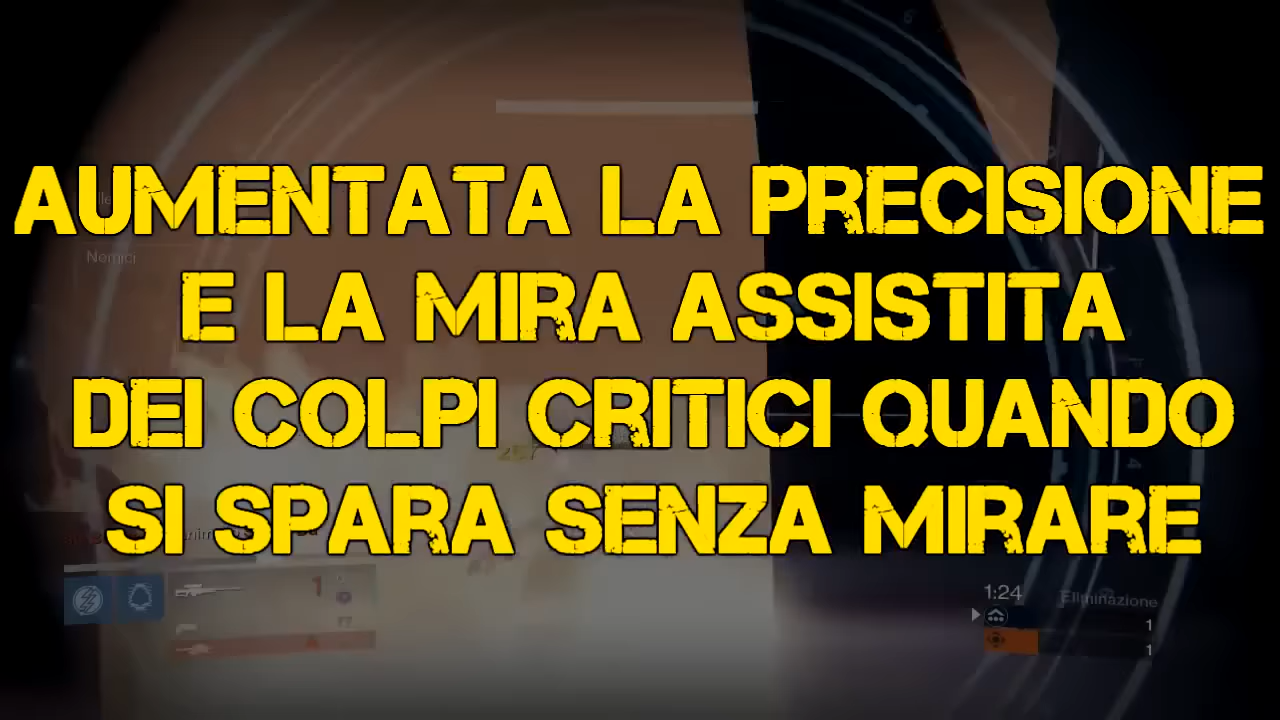 AUMENTATA LA PRECISIONE
Nemici
E LA MIRA ASSISTITA
DEI COLPI CRITICI QUANDO
SI SPARA SENZA MIRARE
1
77
1:24
Eliminazione
1
1